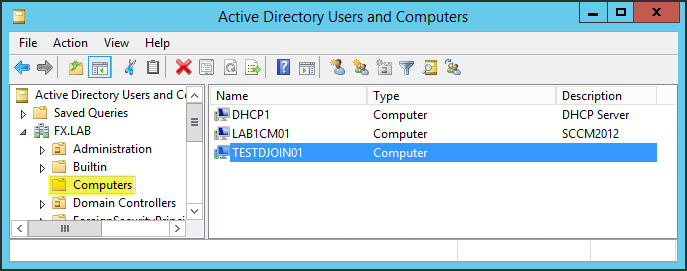 Active Directory Users and Computers
File Action View Help
Active Directory Users and Co
Saved Queries
FX.LAB
Administration
Builtin
Computers
Domain Controllers
ForeignSecurityPrincip
Name Type Description
DHCP1 Computer DHCP Server
LAB1CM01 Computer SCCM2012
TESTDJOIN01 Computer